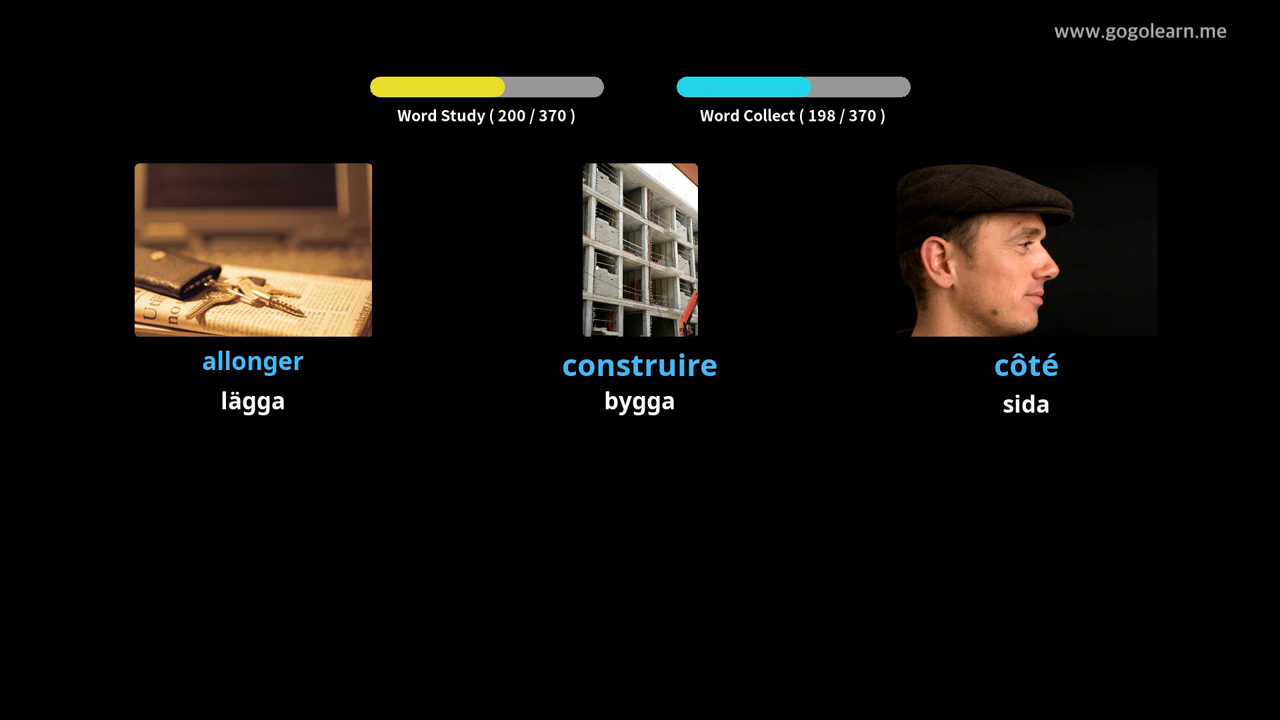 www.gogolearn.me
Word Study ( 200 / 370 )
Word Collect ( 198 / 370 )
allonger
construire
côté
lägga
bygga
sida